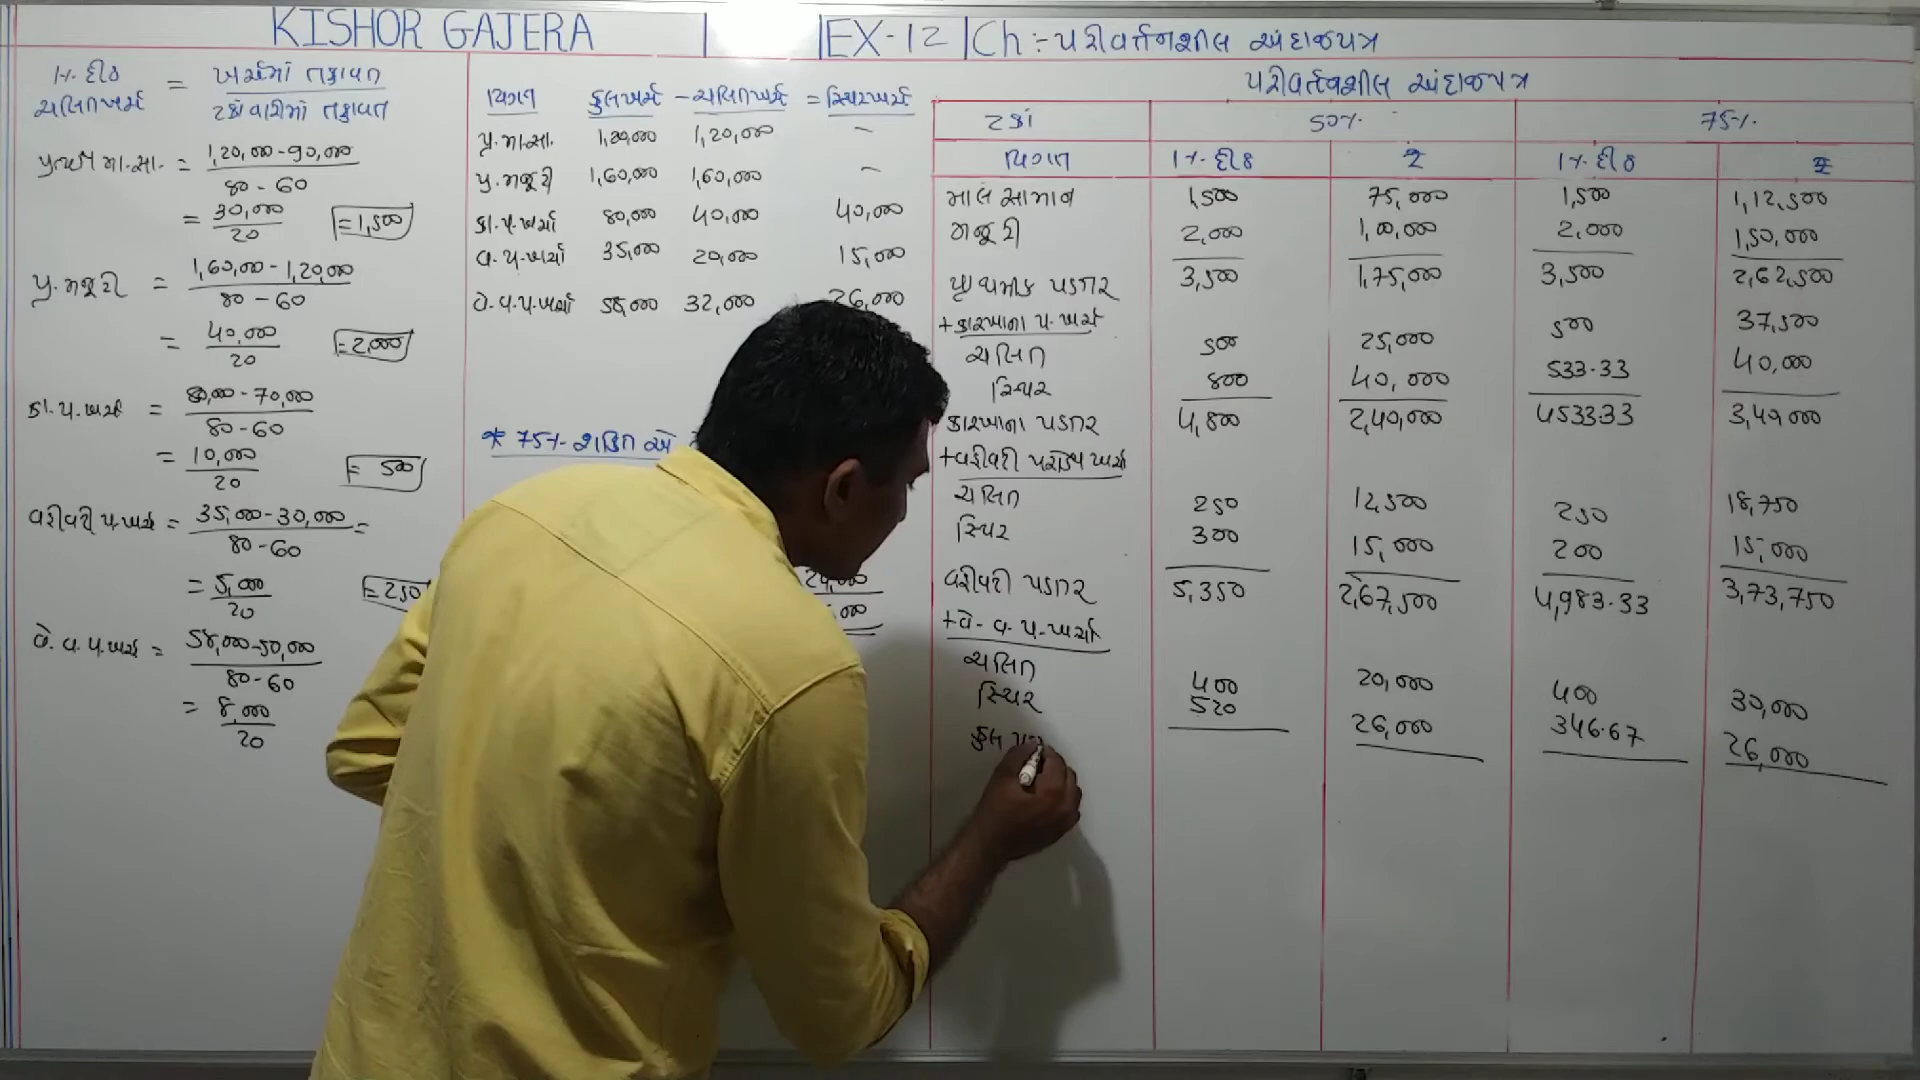 KISHOR GAJERA
EX-12
Ch :- પરીવર્તનશીલ અંદાજપત્ર
1% દીઠ ચલિતખર્ચ = ખર્ચમાં તફાવત / ટકાવારીમાં તફાવત
પ્રત્યક્ષ મા.સા. = 1,20,000-90,000 / 80-60
= 30,000 / 20 = 1,500
પ્ર.મજૂરી = 1,60,000-1,20,000 / 80-60
= 40,000 / 20 = 2,000
કા.પ.ખર્ચ = 80,000-70,000 / 80-60
= 10,000 / 20 = 500
વહીવટી પ.ખર્ચ = 35,000-30,000 / 80-60 =
= 5,000 / 20 = 250
વે.વ.પ.ખર્ચ = 58,000-50,000 / 80-60
= 8,000 / 20
વિગત કુલખર્ચ - ચલિતખર્ચ = સ્થિરખર્ચ
પ્ર.મા.સા. 1,20,000 1,20,000 -
પ્ર.મજૂરી 1,60,000 1,60,000 -
કા.પ.ખર્ચા 80,000 40,000 40,000
વ.પ.ખર્ચા 35,000 20,000 15,000
વે.વ.પ.ખર્ચા 58,000 32,000 26,000
* 75% શક્તિ એ
પરીવર્તનશીલ અંદાજપત્ર
ટકા 50% 75%
વિગત 1% દીઠ ₹ 1% દીઠ ₹
માલ સામાન 1,500 75,000 1,500 1,12,500
મજૂરી 2,000 1,00,000 2,000 1,50,000
પ્રાથમીક પડતર 3,500 1,75,000 3,500 2,62,500
+કારખાના પ.ખર્ચ
ચલિત 500 25,000 500 37,500
સ્થિર 800 40,000 533.33 40,000
કારખાના પડતર 4,800 2,40,000 4533.33 3,40,000
+વહીવટી પરોક્ષ ખર્ચા
ચલિત 250 12,500 250 18,750
સ્થિર 300 15,000 200 15,000
વહીવટી પડતર 5,350 2,67,500 4,983.33 3,73,750
+વે.વ.પ.ખર્ચા
ચલિત 400 20,000 400 30,000
સ્થિર 520 26,000 346.67 26,000
કુલ